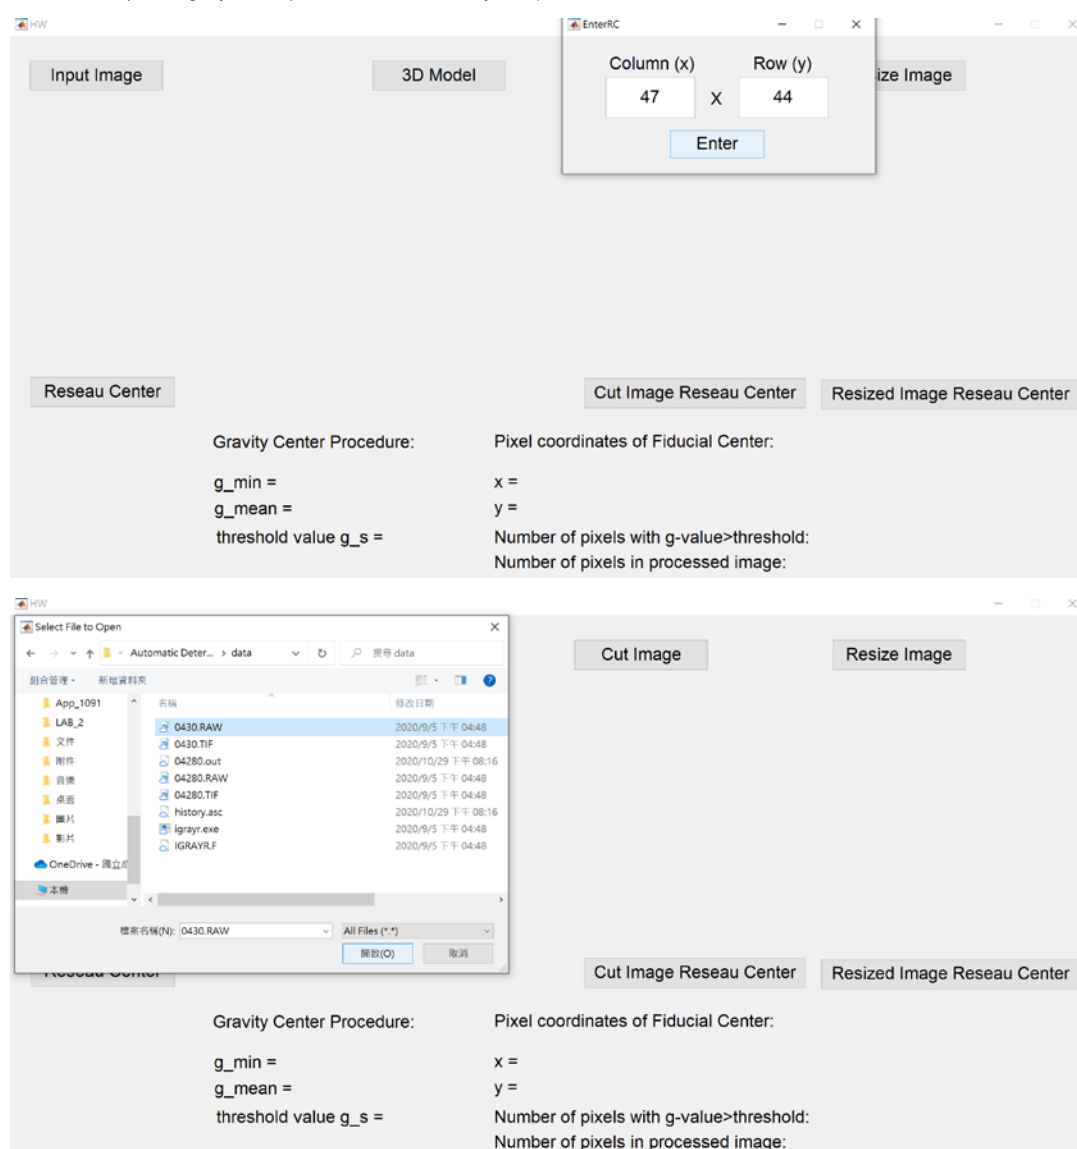 HW
EnterRC
Input Image
3D Model
ize Image
Column (x)
Row (y)
47
X
44
Enter
Reseau Center
Cut Image Reseau Center
Resized Image Reseau Center
Gravity Center Procedure:
Pixel coordinates of Fiducial Center:
g_min =
x =
g_mean =
y =
threshold value g_s =
Number of pixels with g-value>threshold:
Number of pixels in processed image:
HW
Select File to Open
Automatic Deter... > data
搜尋 data
Cut Image
Resize Image
組合管理
新增資料夾
名稱
修改日期
App_1091
LAB_2
文件
附件
音樂
桌面
圖片
影片
OneDrive - 國立
本機
0430.RAW 2020/9/5 下午 04:48
0430.TIF 2020/9/5 下午 04:48
04280.out 2020/10/29 下午 08:16
04280.RAW 2020/9/5 下午 04:48
04280.TIF 2020/9/5 下午 04:48
history.asc 2020/10/29 下午 08:16
igrayr.exe 2020/9/5 下午 04:48
IGRAYR.F 2020/9/5 下午 04:48
檔案名稱(N): 0430.RAW
All Files (*.*)
開啟(O)
取消
Reseau Center
Cut Image Reseau Center
Resized Image Reseau Center
Gravity Center Procedure:
Pixel coordinates of Fiducial Center:
g_min =
x =
g_mean =
y =
threshold value g_s =
Number of pixels with g-value>threshold:
Number of pixels in processed image: